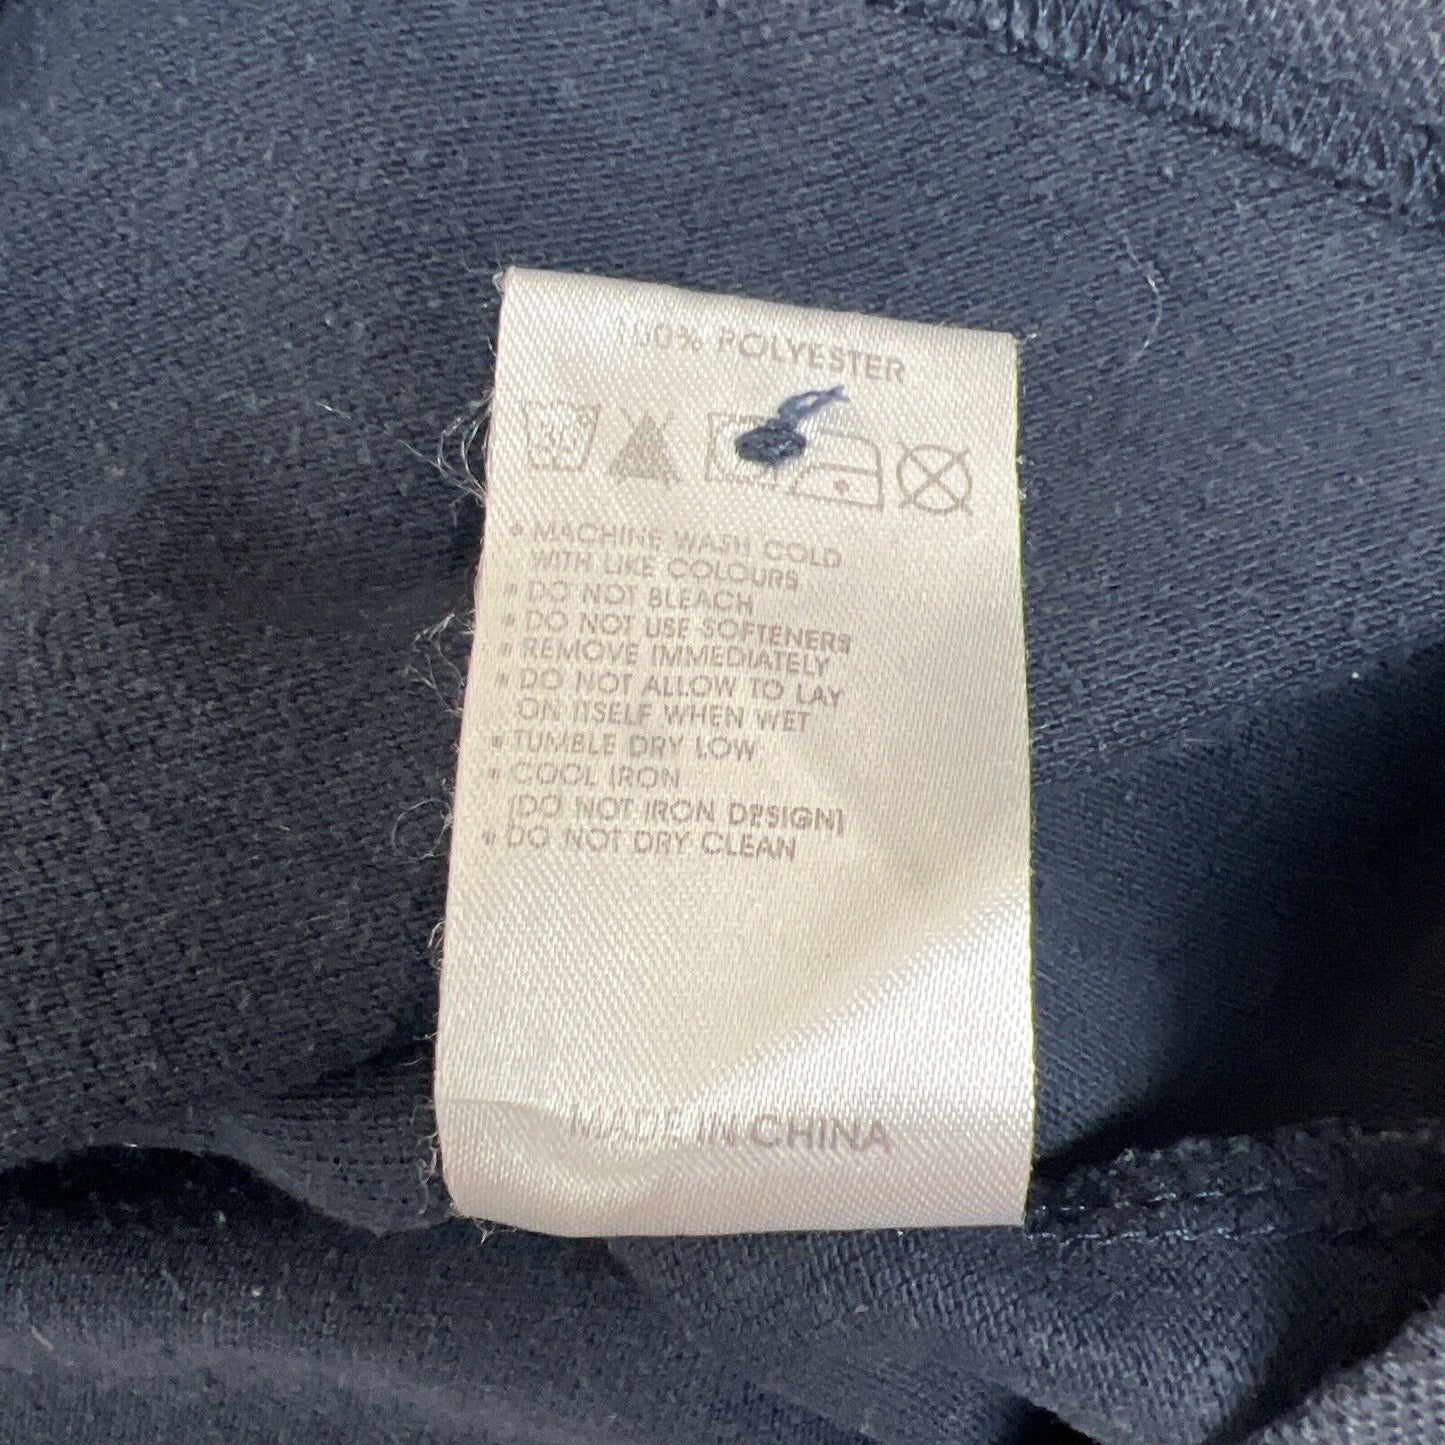 100% POLYESTER
30°
• MACHINE WASH COLD
WITH LIKE COLOURS
• DO NOT BLEACH
• DO NOT USE SOFTENERS
• REMOVE IMMEDIATELY
• DO NOT ALLOW TO LAY
ON ITSELF WHEN WET
• TUMBLE DRY LOW
• COOL IRON
[DO NOT IRON DESIGN]
• DO NOT DRY CLEAN
MADE IN CHINA